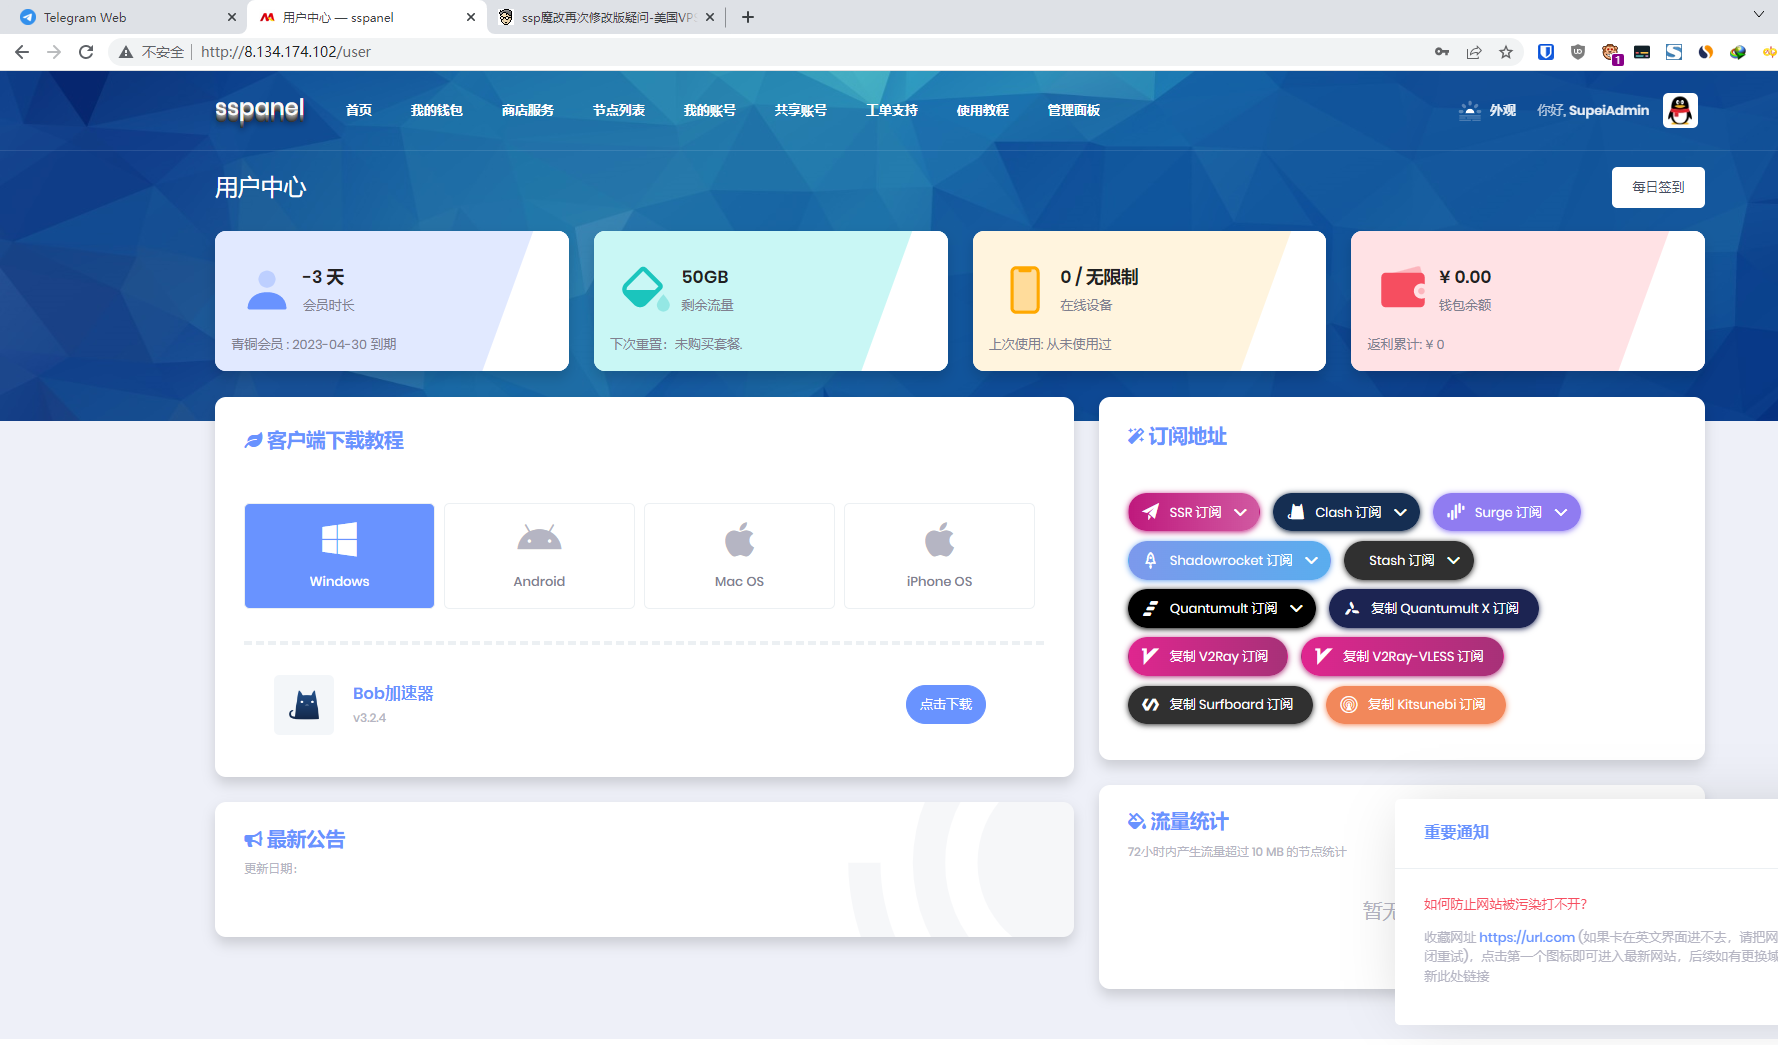 Telegram Web
用户中心 — sspanel
ssp魔改再次修改版疑问-美国VPS
不安全
http://8.134.174.102/user
1
sspanel
首页
我的钱包
商店服务
节点列表
我的账号
共享账号
工单支持
使用教程
管理面板
外观
你好, SupeiAdmin
用户中心
每日签到
-3 天
会员时长
青铜会员 : 2023-04-30 到期
50GB
剩余流量
下次重置：未购买套餐.
0 / 无限制
在线设备
上次使用: 从未使用过
¥ 0.00
钱包余额
返利累计: ¥ 0
客户端下载教程
Windows
Android
Mac OS
iPhone OS
Bob加速器
v3.2.4
点击下载
订阅地址
SSR 订阅
Clash 订阅
Surge 订阅
Shadowrocket 订阅
Stash 订阅
Quantumult 订阅
复制 Quantumult X 订阅
复制 V2Ray 订阅
复制 V2Ray-VLESS 订阅
复制 Surfboard 订阅
复制 Kitsunebi 订阅
最新公告
更新日期:
流量统计
72小时内产生流量超过 10 MB 的节点统计
暂无
重要通知
如何防止网站被污染打不开?
收藏网址 https://url.com (如果卡在英文界面进不去，请把网
闭重试)，点击第一个图标即可进入最新网站，后续如有更换域
新此处链接